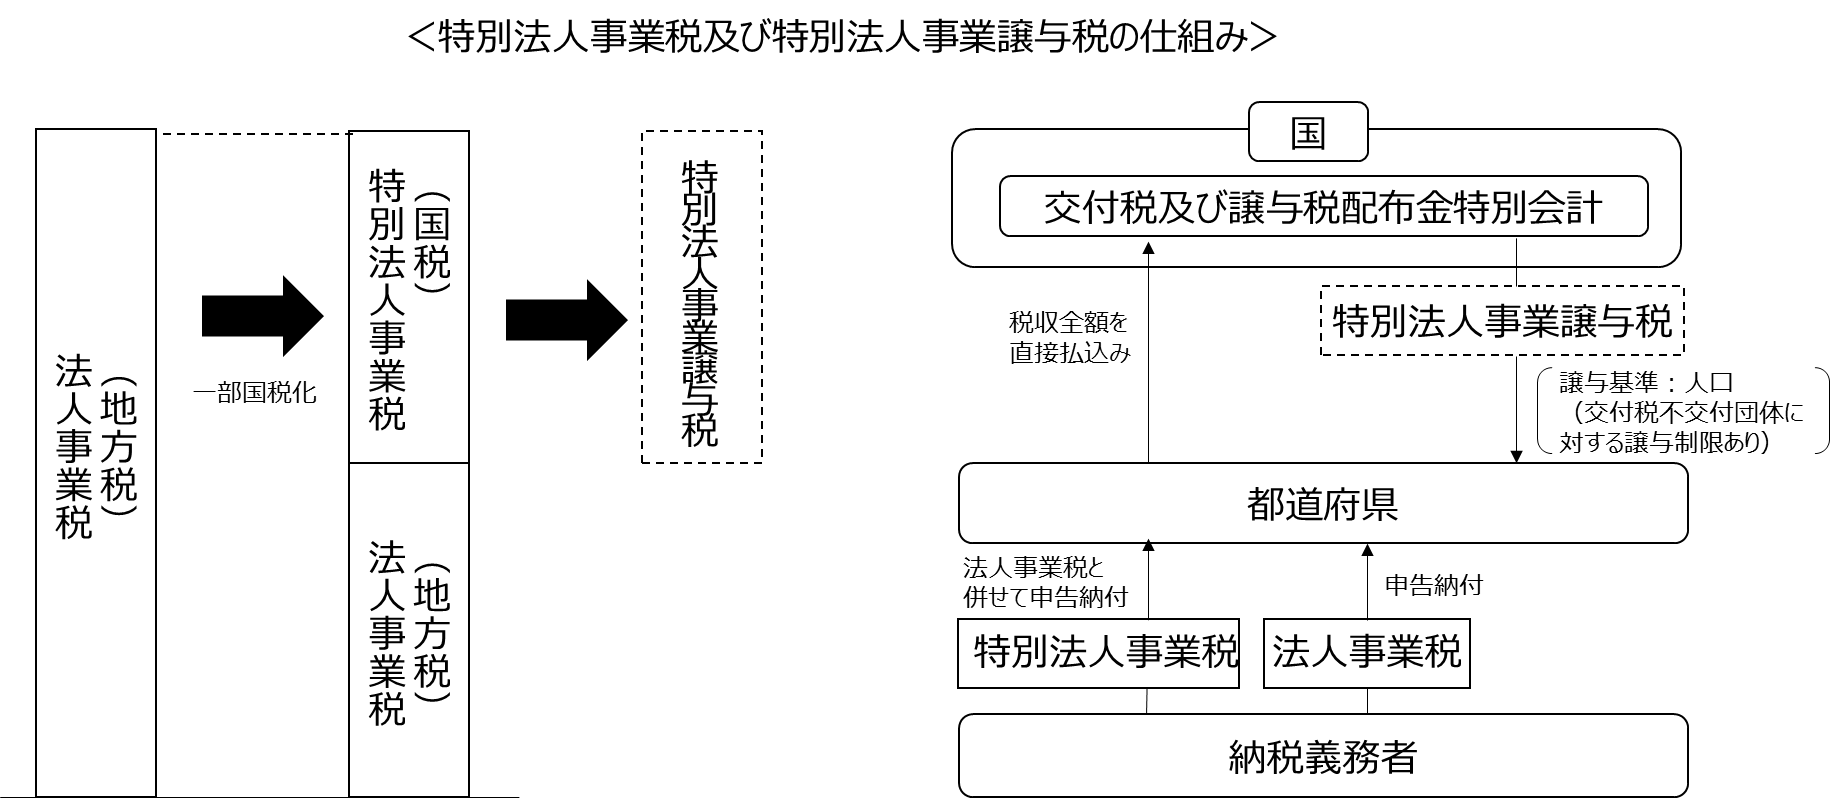 ＜特別法人事業税及び特別法人事業譲与税の仕組み＞
（地方税）
法人事業税
一部国税化
（国税）
特別法人事業税
（地方税）
法人事業税
特別法人事業譲与税
国
交付税及び譲与税配布金特別会計
税収全額を
直接払込み
特別法人事業譲与税
譲与基準：人口
（交付税不交付団体に
対する譲与制限あり）
都道府県
法人事業税と
併せて申告納付
申告納付
特別法人事業税
法人事業税
納税義務者